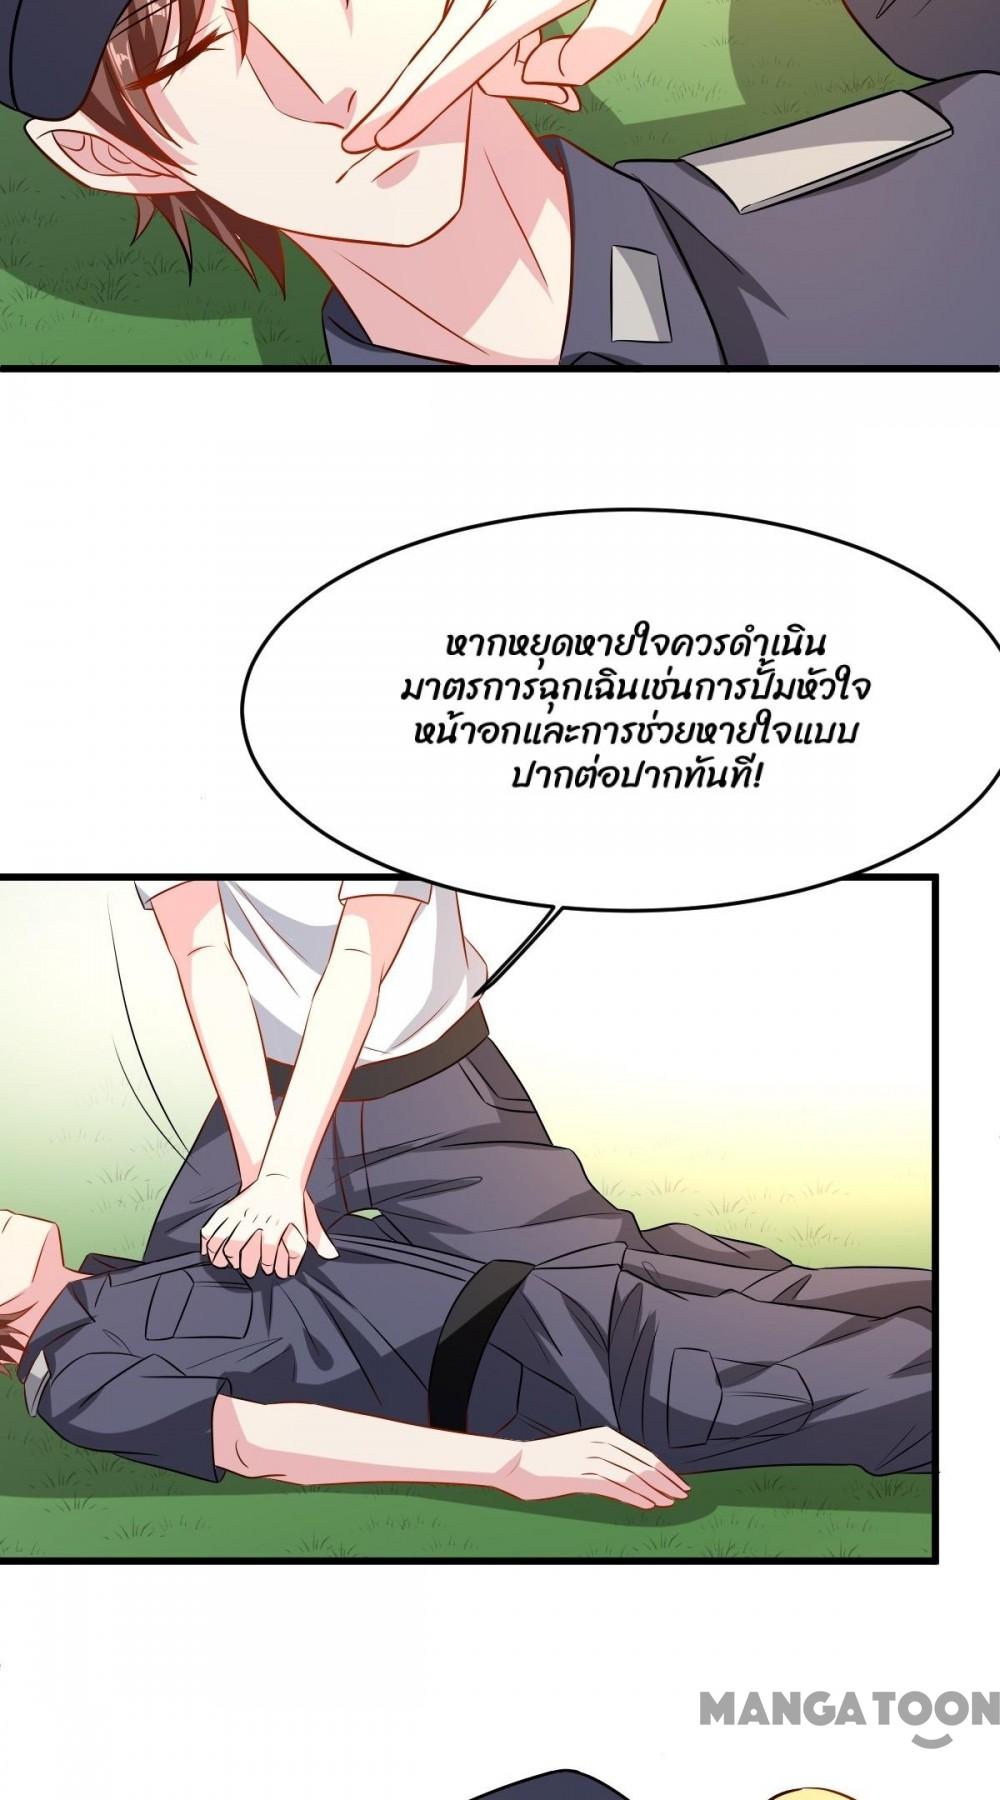 หากหยุดหายใจควรดำเนิน
มาตรการฉุกเฉินเช่นการปั้มหัวใจ
หน้าอกและการช่วยหายใจแบบ
ปากต่อปากทันที!
MANGATOON